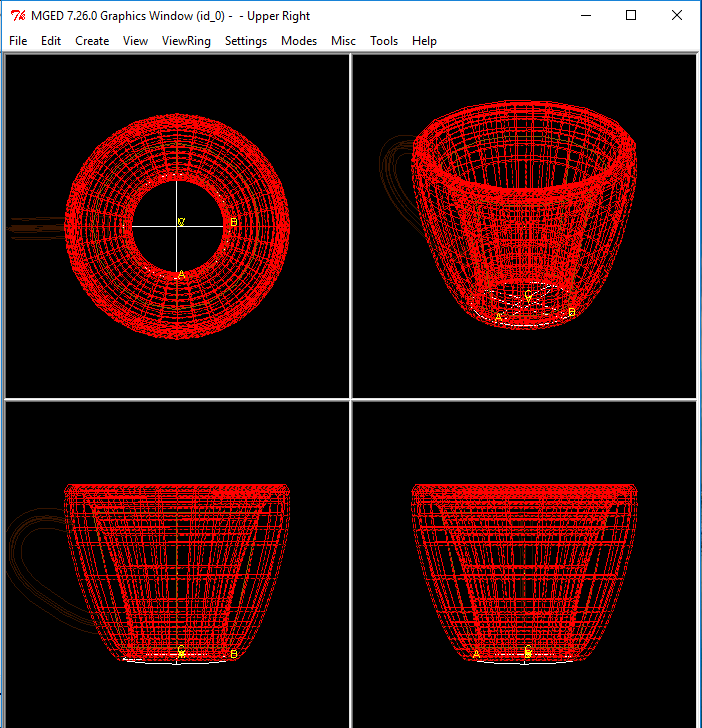 MGED 7.26.0 Graphics Window (id_0) - - Upper Right
File Edit Create View ViewRing Settings Modes Misc Tools Help
V B
A
C
A B
C
B
C
A B